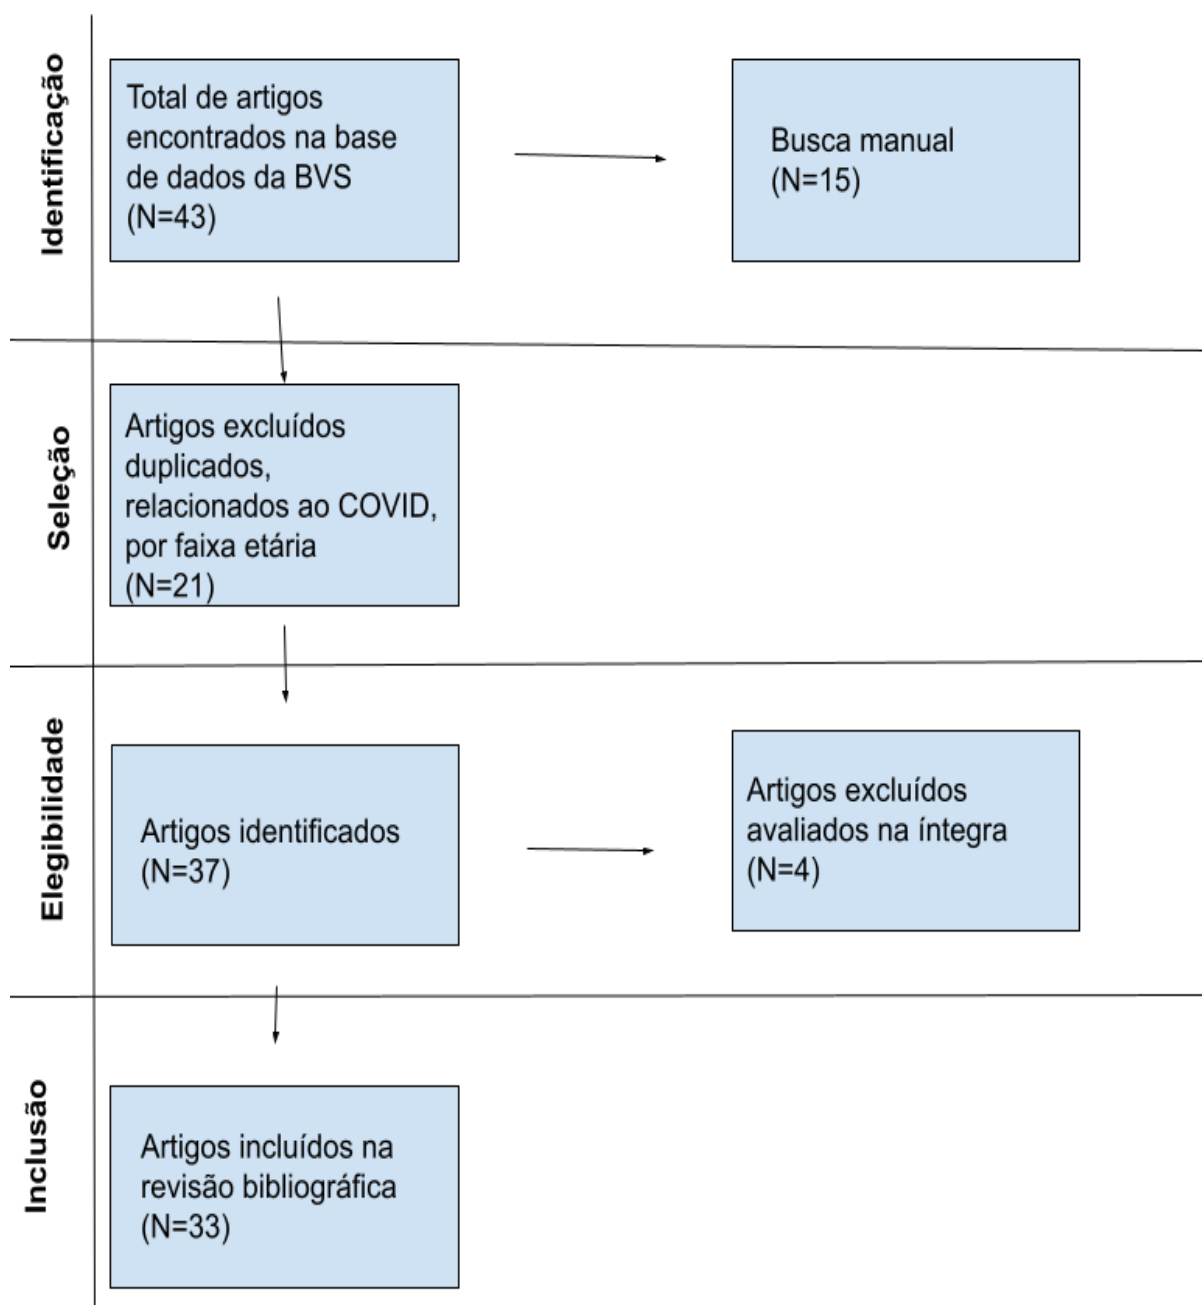 Identificação
Total de artigos
encontrados na base
de dados da BVS
(N=43)
Busca manual
(N=15)
Seleção
Artigos excluídos
duplicados,
relacionados ao COVID,
por faixa etária
(N=21)
Elegibilidade
Artigos identificados
(N=37)
Artigos excluídos
avaliados na íntegra
(N=4)
Inclusão
Artigos incluídos na
revisão bibliográfica
(N=33)